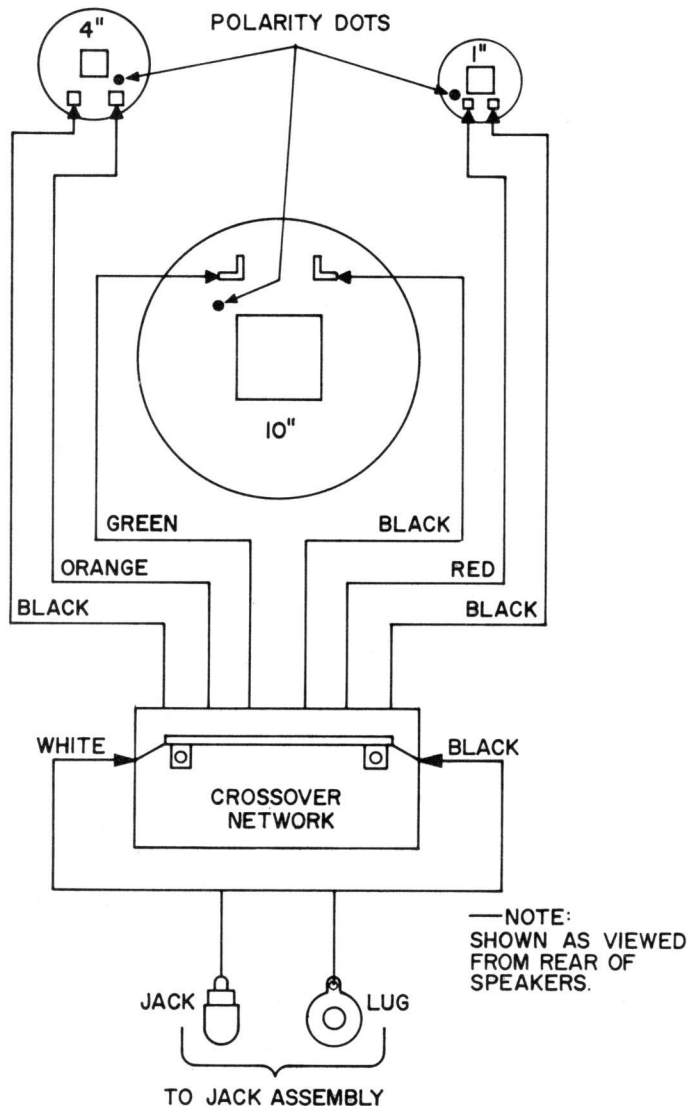 POLARITY DOTS
4"
1"
10"
GREEN
BLACK
ORANGE
RED
BLACK
BLACK
WHITE
BLACK
CROSSOVER
NETWORK
—NOTE:
SHOWN AS VIEWED
FROM REAR OF
SPEAKERS.
JACK
LUG
TO JACK ASSEMBLY